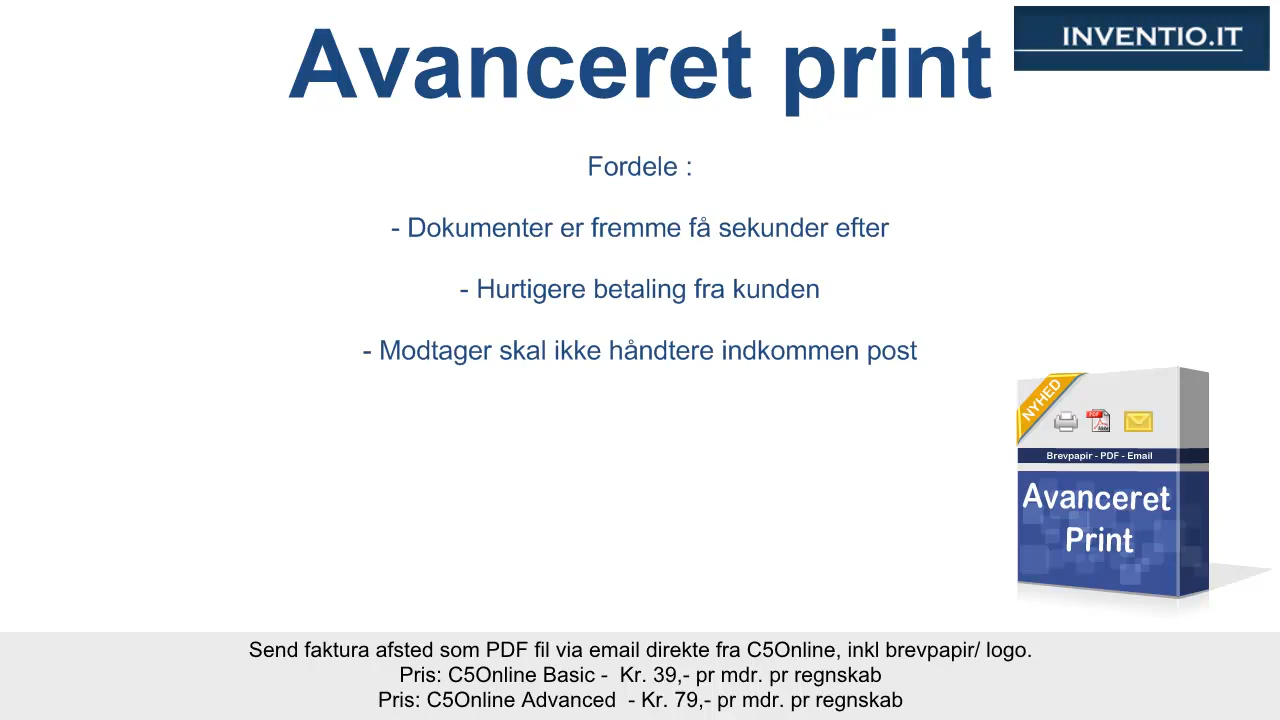 Avanceret print
INVENTIO.IT
Fordele :
- Dokumenter er fremme få sekunder efter
- Hurtigere betaling fra kunden
- Modtager skal ikke håndtere indkommen post
NYHED
PDF
Adobe
Brevpapir - PDF - Email
Avanceret
Print
Send faktura afsted som PDF fil via email direkte fra C5Online, inkl brevpapir/ logo.
Pris: C5Online Basic -  Kr. 39,- pr mdr. pr regnskab
Pris: C5Online Advanced  - Kr. 79,- pr mdr. pr regnskab